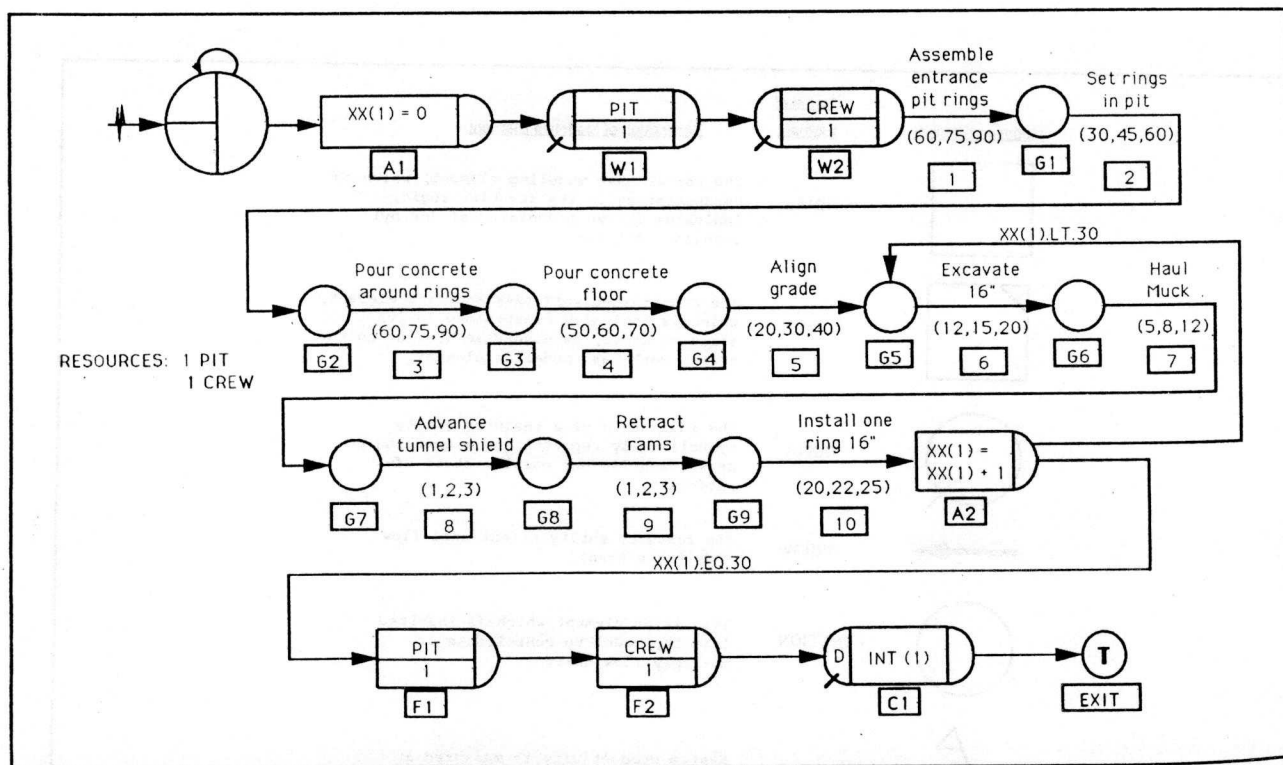 Assemble
entrance
pit rings
Set rings
in pit
XX(1) = 0
PIT
1
CREW
1
(60,75,90)
(30,45,60)
A1
W1
W2
1
G1
2
XX(1).LT.30
Pour concrete
around rings
Pour concrete
floor
Align
grade
Excavate
16"
Haul
Muck
(60,75,90)
(50,60,70)
(20,30,40)
(12,15,20)
(5,8,12)
RESOURCES: 1 PIT
1 CREW
G2
3
G3
4
G4
5
G5
6
G6
7
Advance
tunnel shield
Retract
rams
Install one
ring 16"
XX(1) =
XX(1) + 1
(1,2,3)
(1,2,3)
(20,22,25)
G7
8
G8
9
G9
10
A2
XX(1).EQ.30
PIT
1
CREW
1
D
INT (1)
T
F1
F2
C1
EXIT